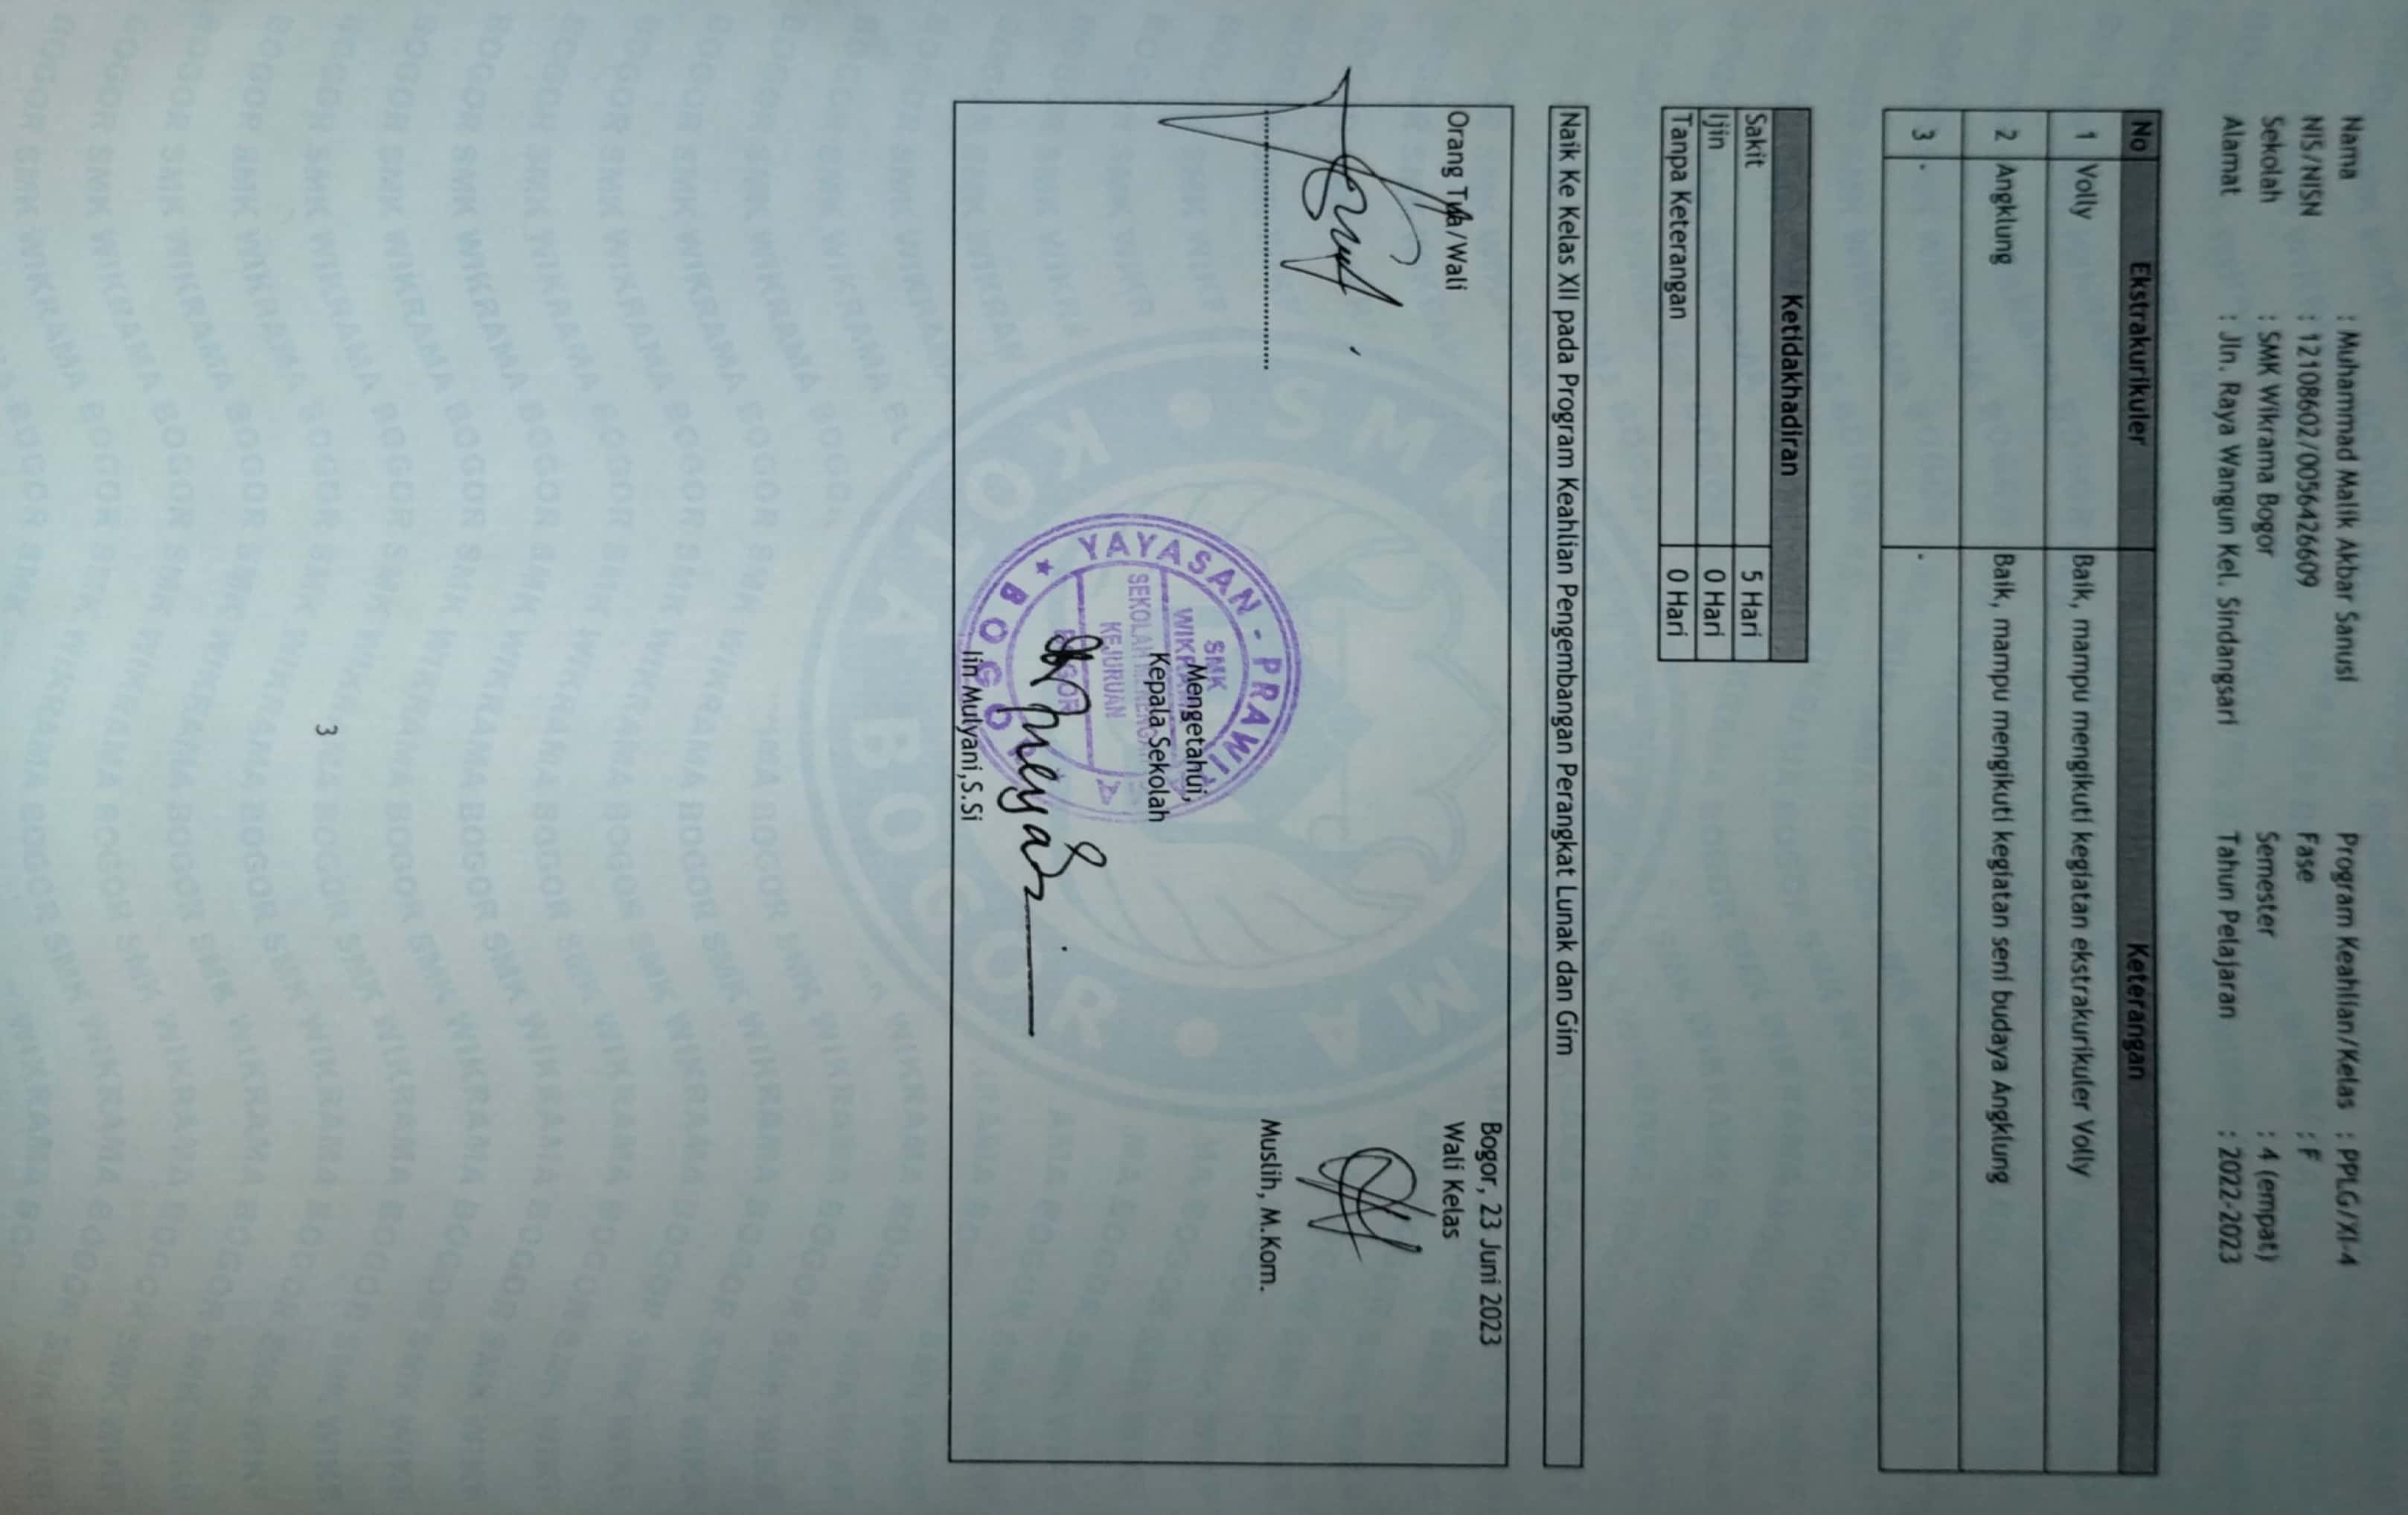 Nama : Muhammad Malik Akbar Sanusi Program Keahlian/Kelas : PPLG/XI-4
NIS/NISN : 12108602/0056426609 Fase : F
Sekolah : SMK Wikrama Bogor Semester : 4 (empat)
Alamat : Jln. Raya Wangun Kel. Sindangsari Tahun Pelajaran : 2022-2023
No Ekstrakurikuler Keterangan
1 Volly Baik, mampu mengikuti kegiatan ekstrakurikuler Volly
2 Angklung Baik, mampu mengikuti kegiatan seni budaya Angklung
3 - -
Ketidakhadiran
Sakit 5 Hari
Ijin 0 Hari
Tanpa Keterangan 0 Hari
Naik Ke Kelas XII pada Program Keahlian Pengembangan Perangkat Lunak dan Gim
Bogor, 23 Juni 2023
Orang Tua/Wali Wali Kelas
Muslih, M.Kom.
YAYASAN - PRAWITAMA
SMK
WIKRAMA
SEKOLAH MENENGAH
KEJURUAN
BOGOR
BOGOR
Mengetahui,
Kepala Sekolah
Iin Mulyani,S.Si
SMK WIKRAMA
KOTA BOGOR
3